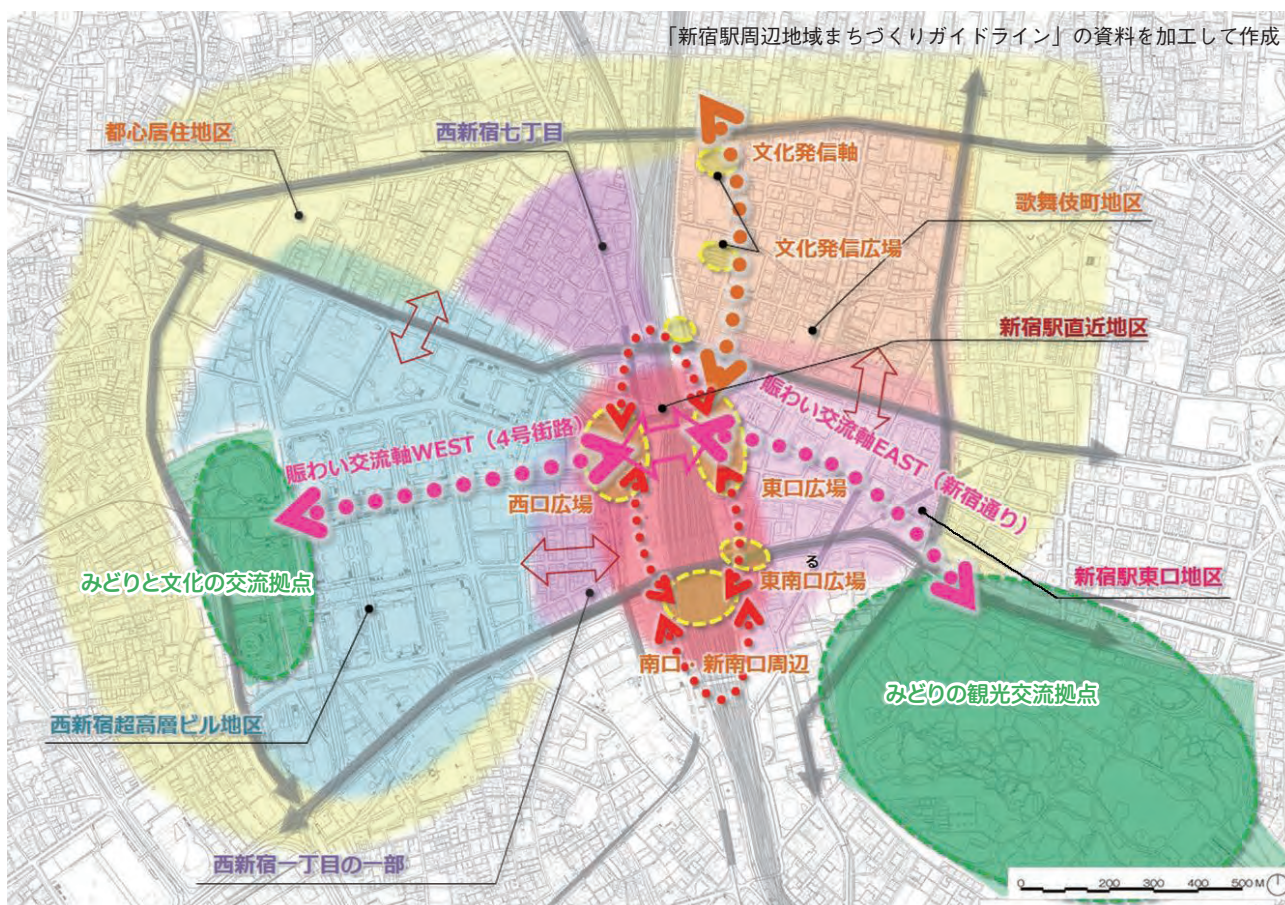 「新宿駅周辺地域まちづくりガイドライン」の資料を加工して作成
都心居住地区
西新宿七丁目
文化発信軸
歌舞伎町地区
文化発信広場
新宿駅直近地区
賑わい交流軸WEST（4号街路）
賑わい交流軸EAST（新宿通り）
西口広場
東口広場
る
東南口広場
みどりと文化の交流拠点
新宿駅東口地区
南口・新南口周辺
みどりの観光交流拠点
西新宿超高層ビル地区
西新宿一丁目の一部
0 200 300 400 500M